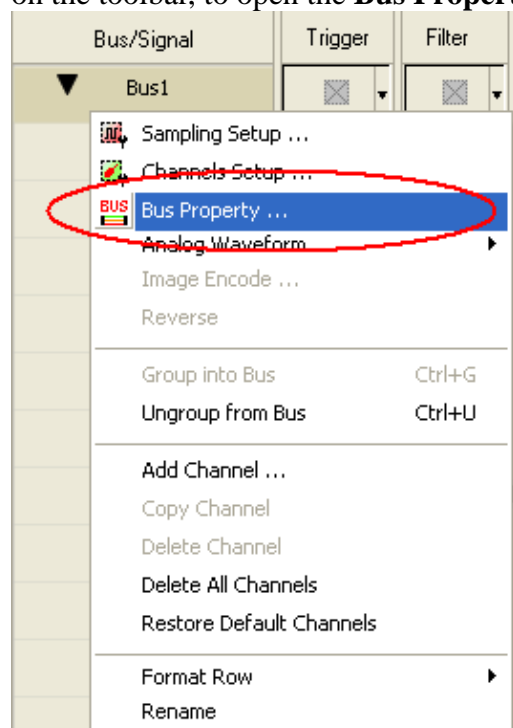 on the toolbar, to open the Bus Propert
Bus/Signal Trigger Filter
Bus1
Sampling Setup ...
Channels Setup ...
BUS Bus Property ...
Analog Waveform
Image Encode ...
Reverse
Group into Bus Ctrl+G
Ungroup from Bus Ctrl+U
Add Channel ...
Copy Channel
Delete Channel
Delete All Channels
Restore Default Channels
Format Row
Rename